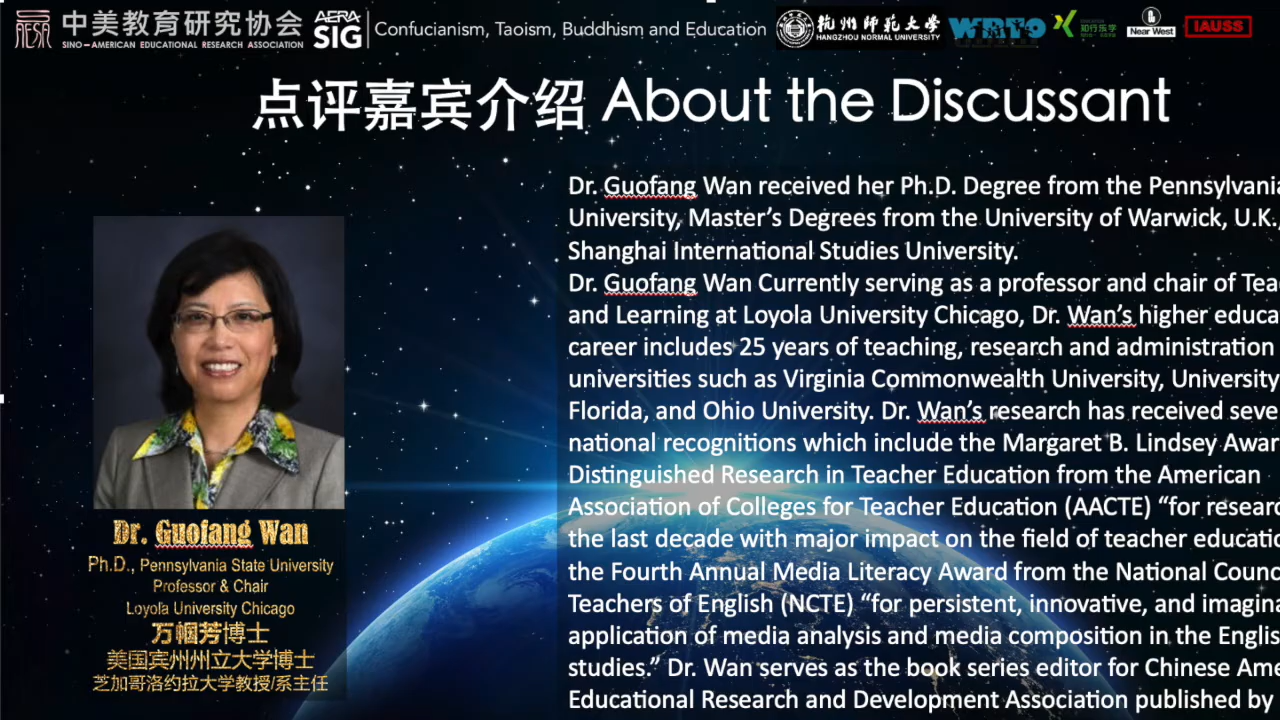 中美教育研究协会
SINO-AMERICAN EDUCATIONAL RESEARCH ASSOCIATION
AERA
SIG
Confucianism, Taoism, Buddhism and Education
杭州师范大学
HANGZHOU NORMAL UNIVERSITY
WRTO
知行乐学
Near West
IAUSS
点评嘉宾介绍 About the Discussant
Dr. Guofang Wan received her Ph.D. Degree from the Pennsylvania
University, Master's Degrees from the University of Warwick, U.K.,
Shanghai International Studies University.
Dr. Guofang Wan Currently serving as a professor and chair of Tea
and Learning at Loyola University Chicago, Dr. Wan's higher educa
career includes 25 years of teaching, research and administration
universities such as Virginia Commonwealth University, University
Florida, and Ohio University. Dr. Wan's research has received seve
national recognitions which include the Margaret B. Lindsey Awar
Distinguished Research in Teacher Education from the American
Association of Colleges for Teacher Education (AACTE) “for researc
the last decade with major impact on the field of teacher educatio
the Fourth Annual Media Literacy Award from the National Counc
Teachers of English (NCTE) “for persistent, innovative, and imagina
application of media analysis and media composition in the Englis
studies.” Dr. Wan serves as the book series editor for Chinese Ame
Educational Research and Development Association published by
Dr. Guofang Wan
Ph.D., Pennsylvania State University
Professor & Chair
Loyola University Chicago
万帼芳博士
美国宾州州立大学博士
芝加哥洛约拉大学教授/系主任